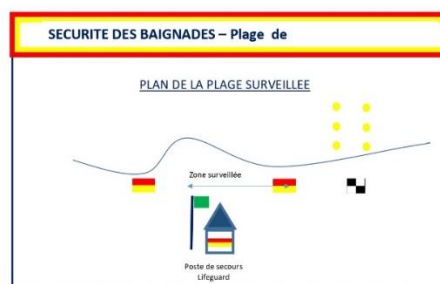 SECURITE DES BAIGNADES – Plage de
PLAN DE LA PLAGE SURVEILLEE
Zone surveillée
Poste de secours
Lifeguard